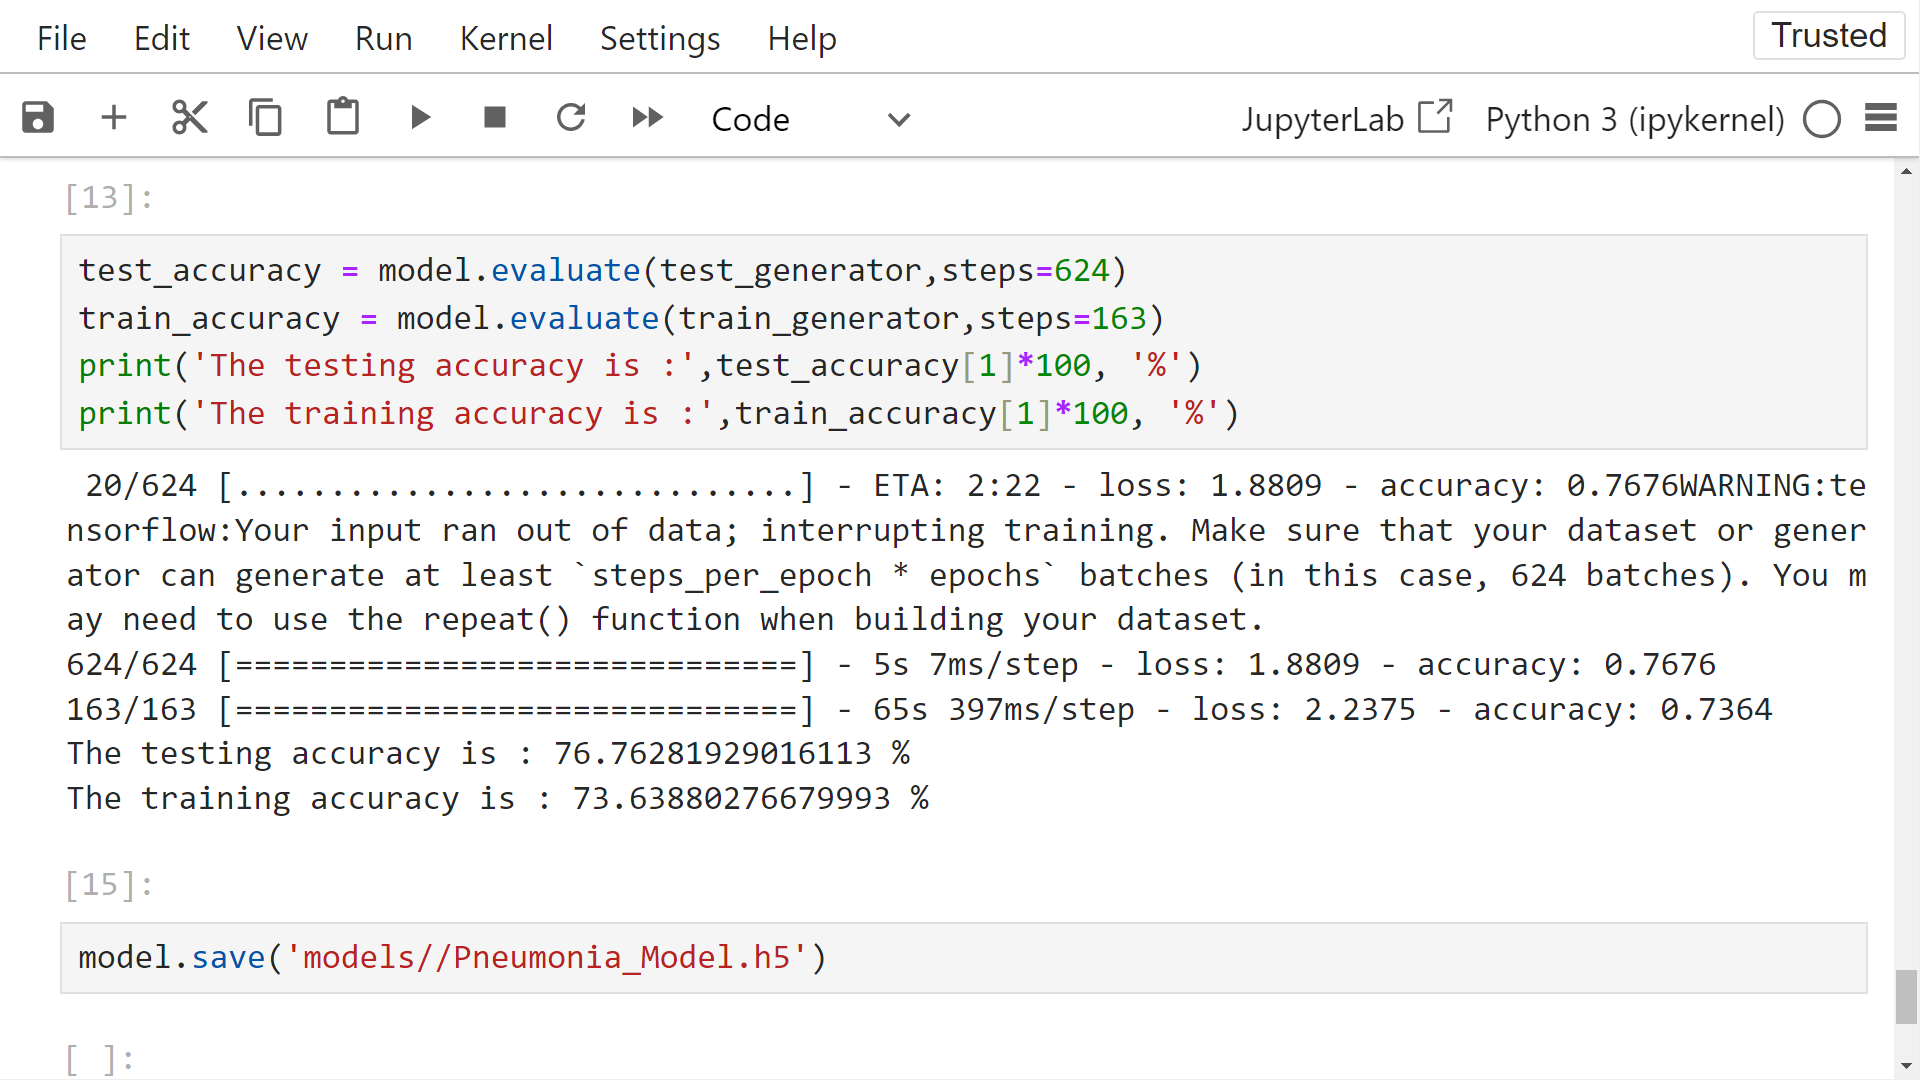 File Edit View Run Kernel Settings Help Trusted
Code JupyterLab Python 3 (ipykernel)
[13]:
test_accuracy = model.evaluate(test_generator,steps=624)
train_accuracy = model.evaluate(train_generator,steps=163)
print('The testing accuracy is :',test_accuracy[1]*100, '%')
print('The training accuracy is :',train_accuracy[1]*100, '%')
 20/624 [..............................] - ETA: 2:22 - loss: 1.8809 - accuracy: 0.7676WARNING:te
nsorflow:Your input ran out of data; interrupting training. Make sure that your dataset or gener
ator can generate at least `steps_per_epoch * epochs` batches (in this case, 624 batches). You m
ay need to use the repeat() function when building your dataset.
624/624 [==============================] - 5s 7ms/step - loss: 1.8809 - accuracy: 0.7676
163/163 [==============================] - 65s 397ms/step - loss: 2.2375 - accuracy: 0.7364
The testing accuracy is : 76.76281929016113 %
The training accuracy is : 73.63880276679993 %
[15]:
model.save('models//Pneumonia_Model.h5')
[ ]: